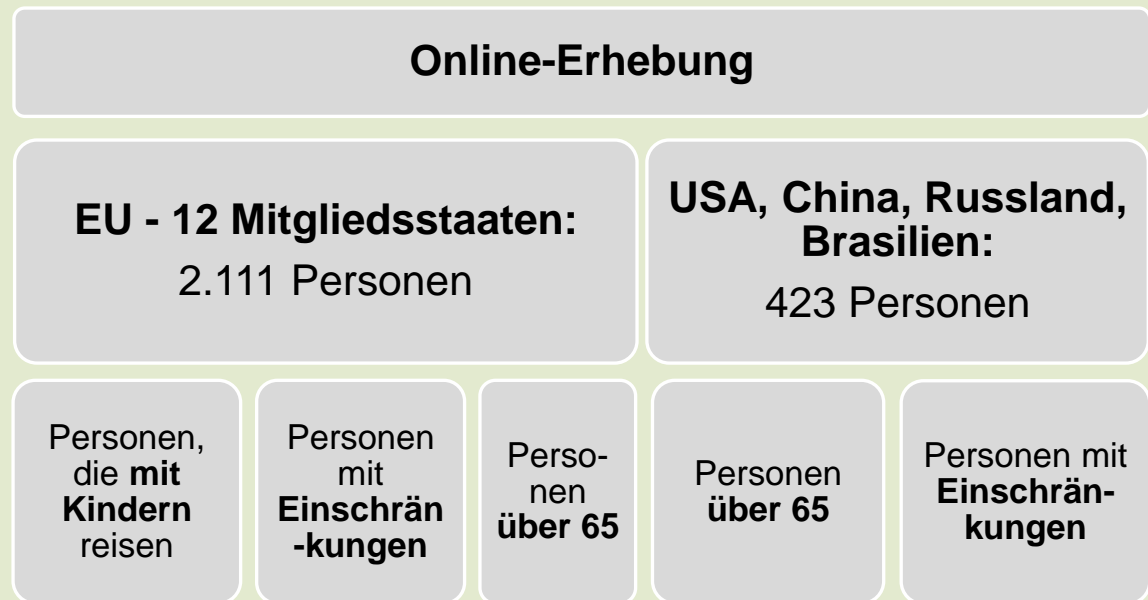 Online-Erhebung
EU - 12 Mitgliedsstaaten:
2.111 Personen
USA, China, Russland,
Brasilien:
423 Personen
Personen,
die mit
Kindern
reisen
Personen
mit
Einschrän
-kungen
Perso-
nen
über 65
Personen
über 65
Personen mit
Einschrän-
kungen